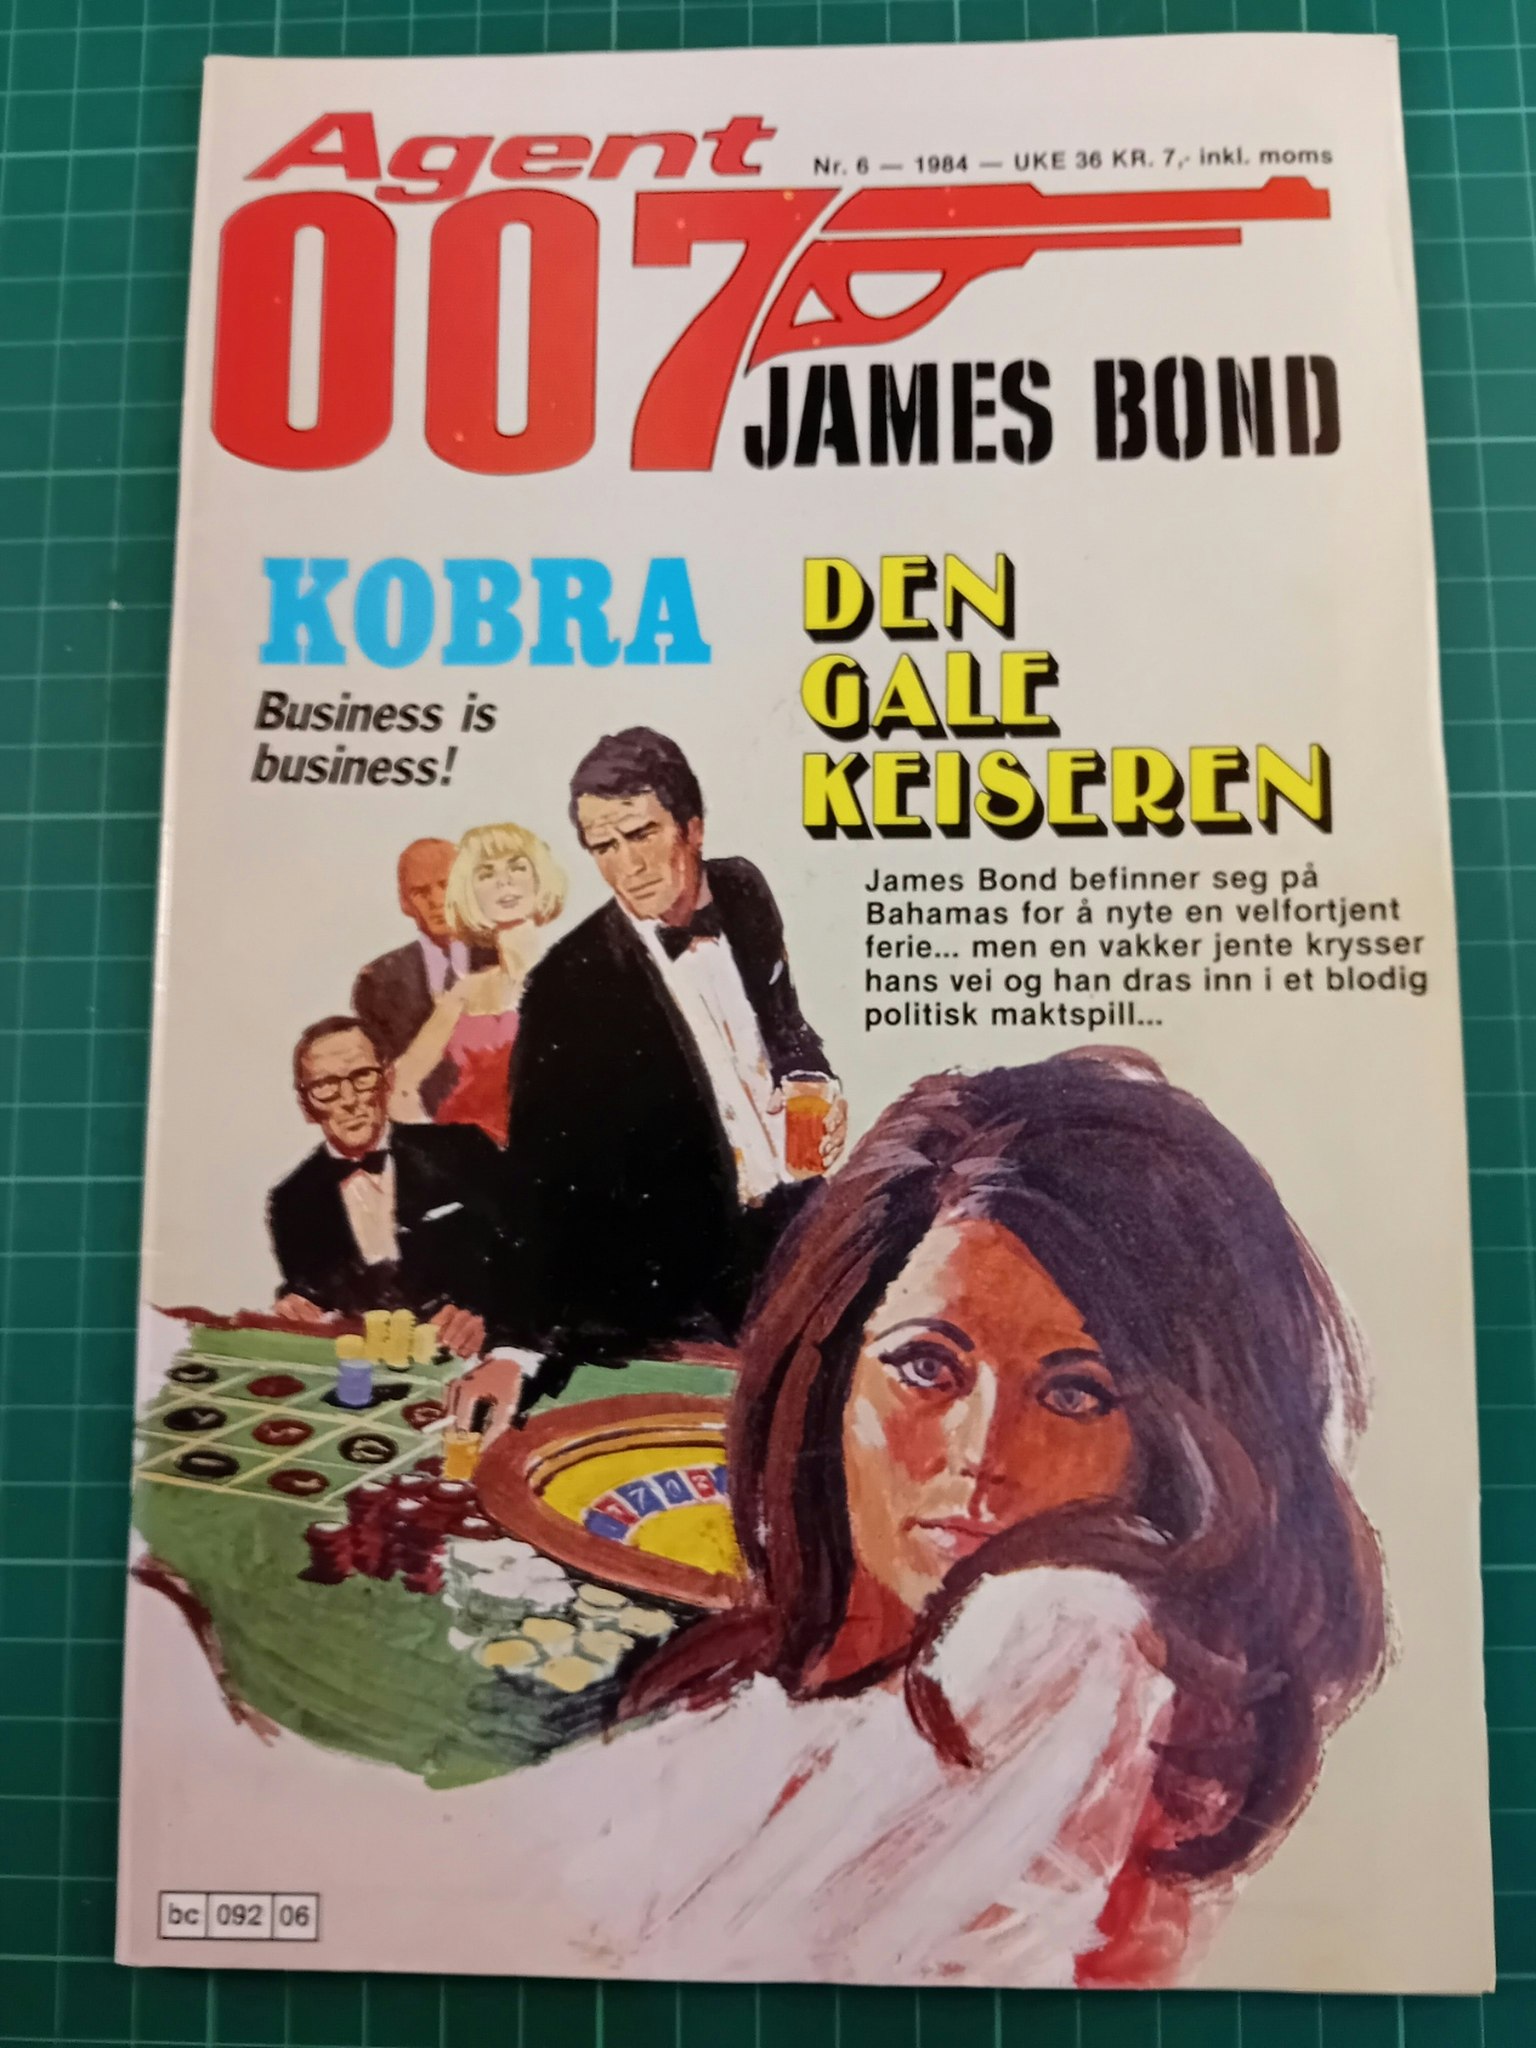 Agent
007
Nr. 6 — 1984 — UKE 36 KR. 7,- inkl. moms
JAMES BOND
KOBRA
Business is
business!
DEN
GALE
KEISEREN
James Bond befinner seg på
Bahamas for å nyte en velfortjent
ferie... men en vakker jente krysser
hans vei og han dras inn i et blodig
politisk maktspill...
bc 092 06